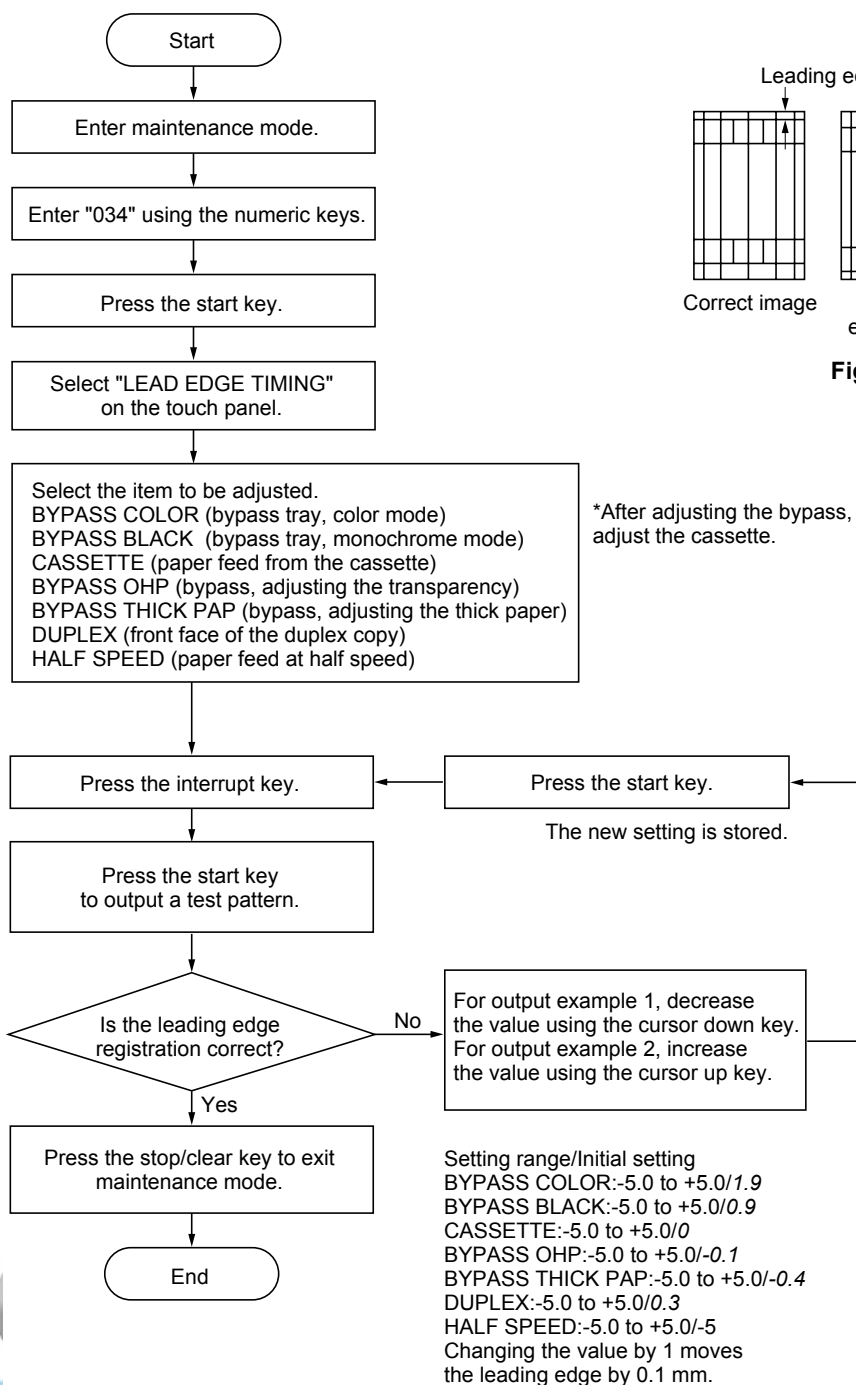 Start
Leading e
Enter maintenance mode.
Enter "034" using the numeric keys.
Press the start key.
Correct image
e
Fig
Select "LEAD EDGE TIMING"
on the touch panel.
Select the item to be adjusted.
BYPASS COLOR (bypass tray, color mode)
BYPASS BLACK (bypass tray, monochrome mode)
CASSETTE (paper feed from the cassette)
BYPASS OHP (bypass, adjusting the transparency)
BYPASS THICK PAP (bypass, adjusting the thick paper)
DUPLEX (front face of the duplex copy)
HALF SPEED (paper feed at half speed)
*After adjusting the bypass,
adjust the cassette.
Press the interrupt key.
Press the start key.
The new setting is stored.
Press the start key
to output a test pattern.
Is the leading edge
registration correct?
No
For output example 1, decrease
the value using the cursor down key.
For output example 2, increase
the value using the cursor up key.
Yes
Press the stop/clear key to exit
maintenance mode.
End
Setting range/Initial setting
BYPASS COLOR:-5.0 to +5.0/1.9
BYPASS BLACK:-5.0 to +5.0/0.9
CASSETTE:-5.0 to +5.0/0
BYPASS OHP:-5.0 to +5.0/-0.1
BYPASS THICK PAP:-5.0 to +5.0/-0.4
DUPLEX:-5.0 to +5.0/0.3
HALF SPEED:-5.0 to +5.0/-5
Changing the value by 1 moves
the leading edge by 0.1 mm.